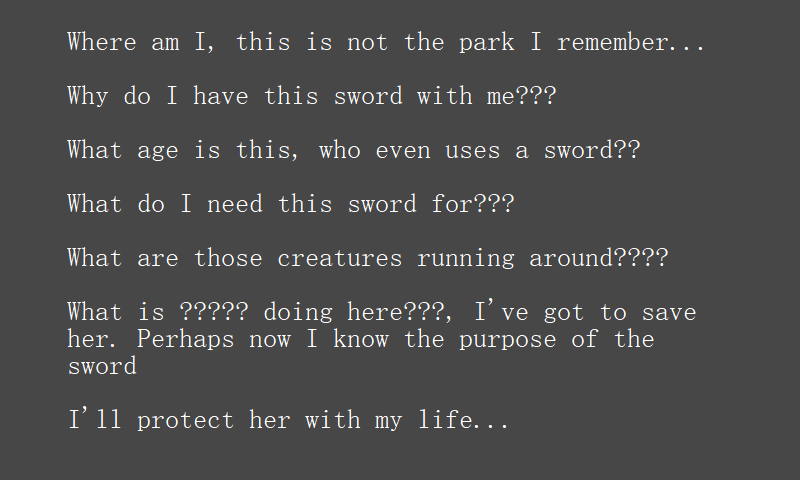 Where am I, this is not the park I remember...
Why do I have this sword with me???
What age is this, who even uses a sword??
What do I need this sword for???
What are those creatures running around????
What is ????? doing here???, I've got to save
her. Perhaps now I know the purpose of the
sword
I'll protect her with my life...